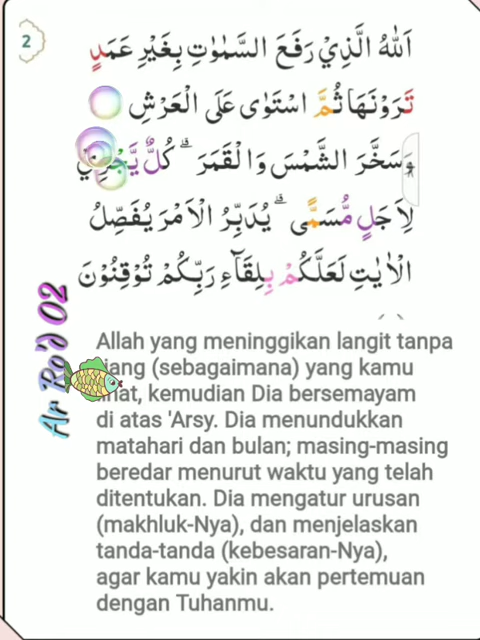 2
اَللّٰهُ الَّذِيْ رَفَعَ السَّمٰوٰتِ بِغَيْرِ عَمَدٍ
تَرَوْنَهَا ثُمَّ اسْتَوٰى عَلَى الْعَرْشِ
وَسَخَّرَ الشَّمْسَ وَالْقَمَرَ ۗ كُلٌّ يَّجْرِيْ
لِاَجَلٍ مُّسَمًّى ۗ يُدَبِّرُ الْاَمْرَ يُفَصِّلُ
الْاٰيٰتِ لَعَلَّكُمْ بِلِقَاۤءِ رَبِّكُمْ تُوْقِنُوْنَ
Ar Ro'd 02
Allah yang meninggikan langit tanpa
(sebagaimana) yang kamu
kemudian Dia bersemayam
di atas 'Arsy. Dia menundukkan
matahari dan bulan; masing-masing
beredar menurut waktu yang telah
ditentukan. Dia mengatur urusan
(makhluk-Nya), dan menjelaskan
tanda-tanda (kebesaran-Nya),
agar kamu yakin akan pertemuan
dengan Tuhanmu.